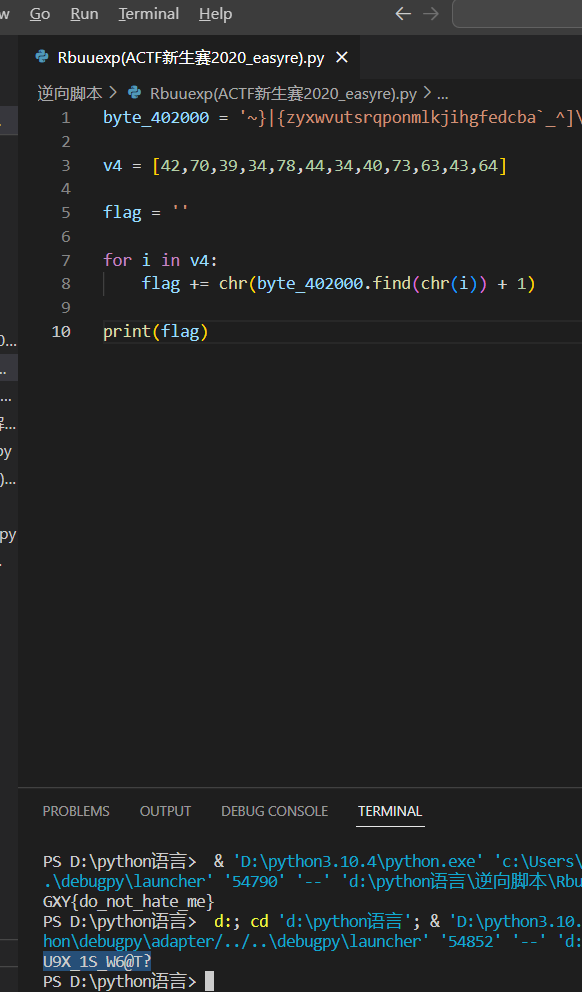 w Go Run Terminal Help
Rbuuexp(ACTF新生赛2020_easyre).py
逆向脚本 > Rbuuexp(ACTF新生赛2020_easyre).py > ...
1 byte_402000 = '~}|{zyxwvutsrqponmlkjihgfedcba`_^]\
2
3 v4 = [42,70,39,34,78,44,34,40,73,63,43,64]
4
5 flag = ''
6
7 for i in v4:
8 flag += chr(byte_402000.find(chr(i)) + 1)
9
10 print(flag)
0...
...
...
...
py
)...
py
.
PROBLEMS OUTPUT DEBUG CONSOLE TERMINAL
PS D:\python语言> & 'D:\python3.10.4\python.exe' 'c:\Users\
.\debugpy\launcher' '54790' '--' 'd:\python语言\逆向脚本\Rbu
GXY{do_not_hate_me}
PS D:\python语言> d:; cd 'd:\python语言'; & 'D:\python3.10.
hon\debugpy\adapter/../..\debugpy\launcher' '54852' '--' 'd:
U9X_1S_W6@T?
PS D:\python语言>